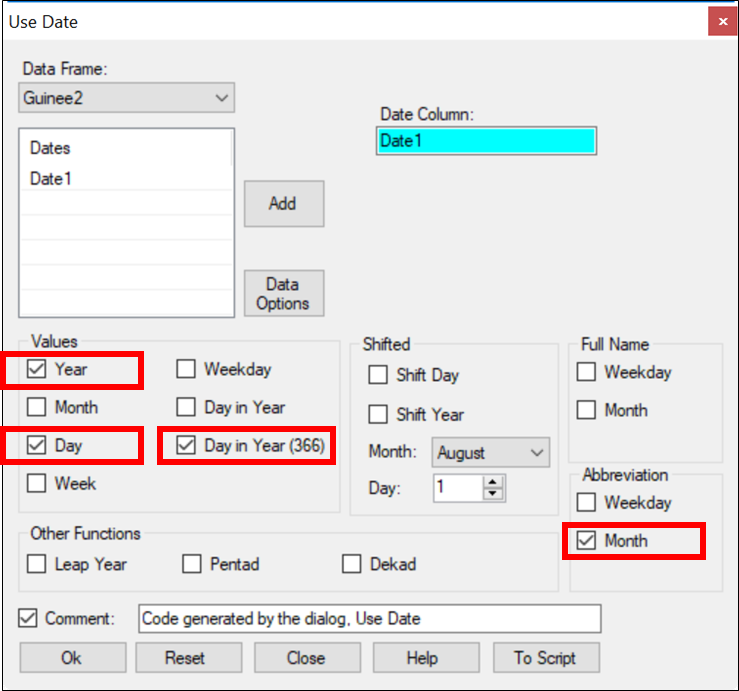 Use Date
Data Frame:
Guinee2
Dates
Date1
Add
Data
Options
Date Column:
Date1
Values
Year
Weekday
Month
Day in Year
Day
Day in Year (366)
Week
Shifted
Shift Day
Shift Year
Month:
August
Day:
1
Full Name
Weekday
Month
Abbreviation
Weekday
Month
Other Functions
Leap Year
Pentad
Dekad
Comment:
Code generated by the dialog, Use Date
Ok
Reset
Close
Help
To Script